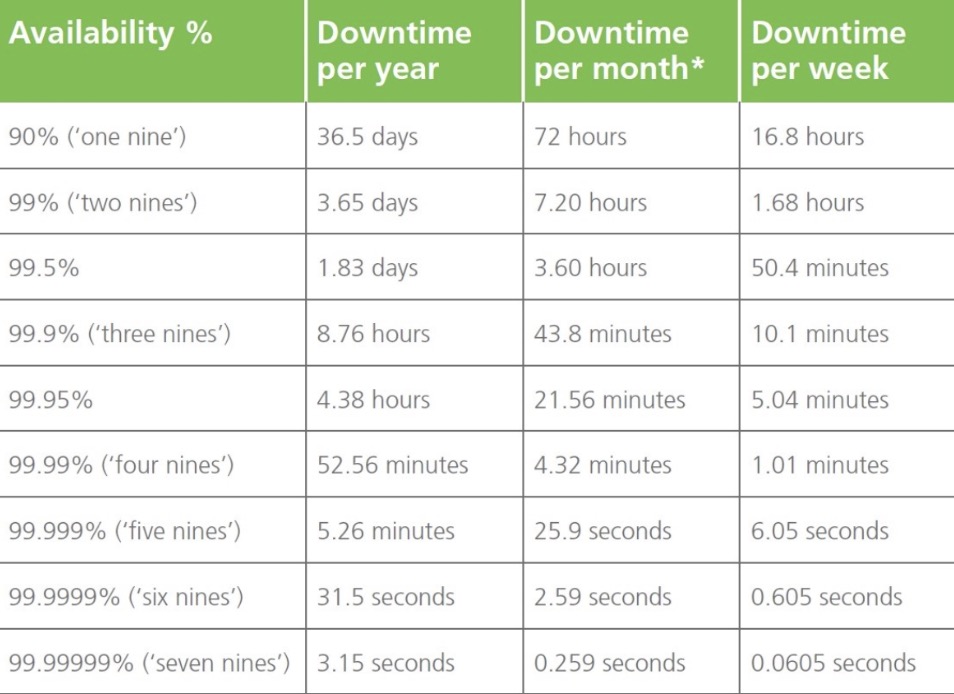 Availability % Downtime per year Downtime per month* Downtime per week
90% (‘one nine’) 36.5 days 72 hours 16.8 hours
99% (‘two nines’) 3.65 days 7.20 hours 1.68 hours
99.5% 1.83 days 3.60 hours 50.4 minutes
99.9% (‘three nines’) 8.76 hours 43.8 minutes 10.1 minutes
99.95% 4.38 hours 21.56 minutes 5.04 minutes
99.99% (‘four nines’) 52.56 minutes 4.32 minutes 1.01 minutes
99.999% (‘five nines’) 5.26 minutes 25.9 seconds 6.05 seconds
99.9999% (‘six nines’) 31.5 seconds 2.59 seconds 0.605 seconds
99.99999% (‘seven nines’) 3.15 seconds 0.259 seconds 0.0605 seconds